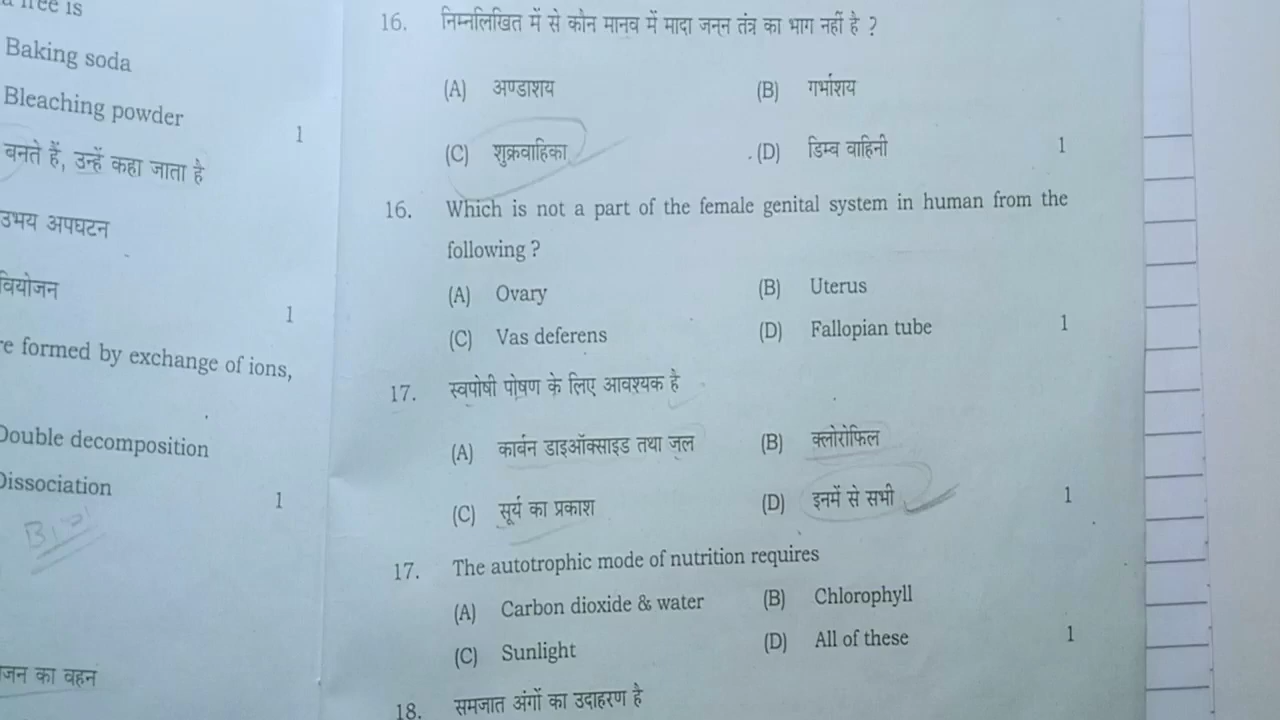 is
Baking soda
Bleaching powder
1
बनते हैं, उन्हें कहा जाता है
उभय अपघटन
वियोजन
1
formed by exchange of ions,
Double decomposition
Dissociation
1
का वहन
16. निम्नलिखित में से कौन मानव में मादा जनन तंत्र का भाग नहीं है ?
(A) अण्डाशय (B) गर्भाशय
(C) शुक्रवाहिका (D) डिम्ब वाहिनी 1
16. Which is not a part of the female genital system in human from the
following ?
(A) Ovary (B) Uterus
(C) Vas deferens (D) Fallopian tube 1
17. स्वपोषी पोषण के लिए आवश्यक है
(A) कार्बन डाइऑक्साइड तथा जल (B) क्लोरोफिल
(C) सूर्य का प्रकाश (D) इनमें से सभी 1
17. The autotrophic mode of nutrition requires
(A) Carbon dioxide & water (B) Chlorophyll
(C) Sunlight (D) All of these 1
18. समजात अंगों का उदाहरण है